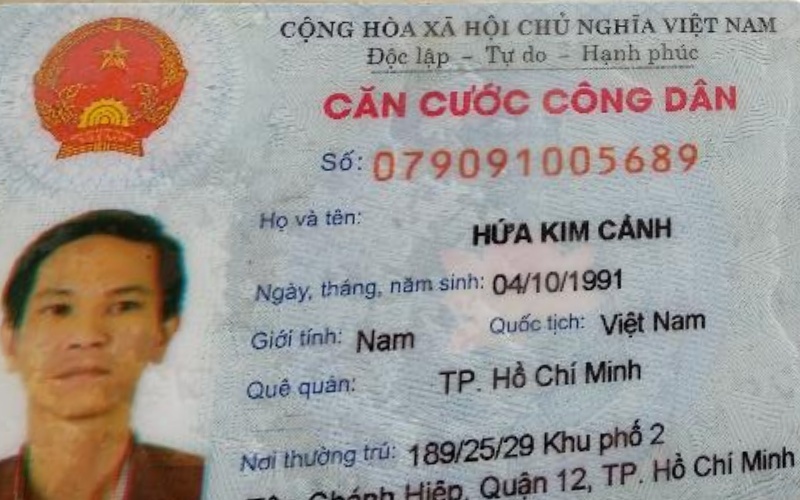 CỘNG HÒA XÃ HỘI CHỦ NGHĨA VIỆT NAM
Độc lập - Tự do - Hạnh phúc
CĂN CƯỚC CÔNG DÂN
Số: 079091005689
Họ và tên: HỨA KIM CẢNH
Ngày, tháng, năm sinh: 04/10/1991
Giới tính: Nam Quốc tịch: Việt Nam
Quê quán: TP. Hồ Chí Minh
Nơi thường trú: 189/25/29 Khu phố 2
Chánh Hiệp, Quận 12, TP. Hồ Chí Minh